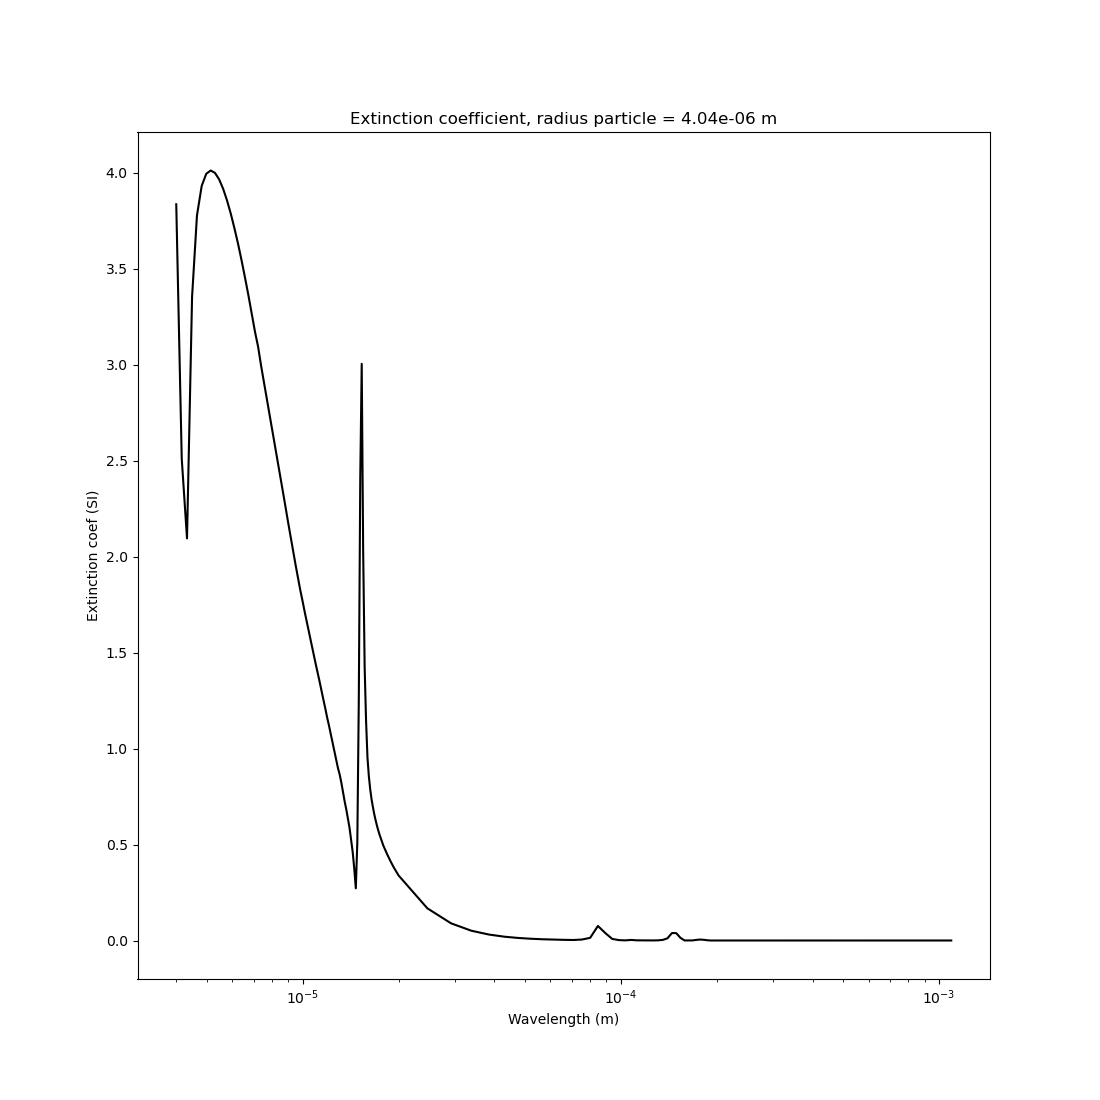 Extinction coefficient, radius particle = 4.04e-06 m
4.0
3.5
3.0
2.5
2.0
1.5
1.0
0.5
0.0
Extinction coef (SI)
10⁻⁵ 10⁻⁴ 10⁻³
Wavelength (m)